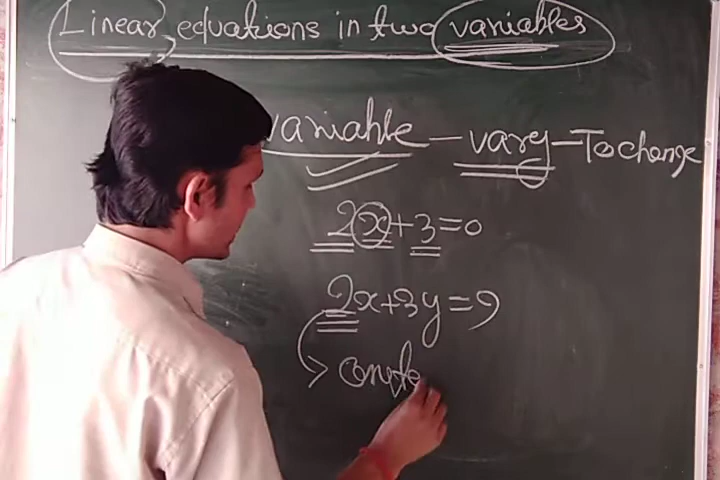 Linear equations in two variables
variable - vary - To change
2x+3=0
2x+3y=9